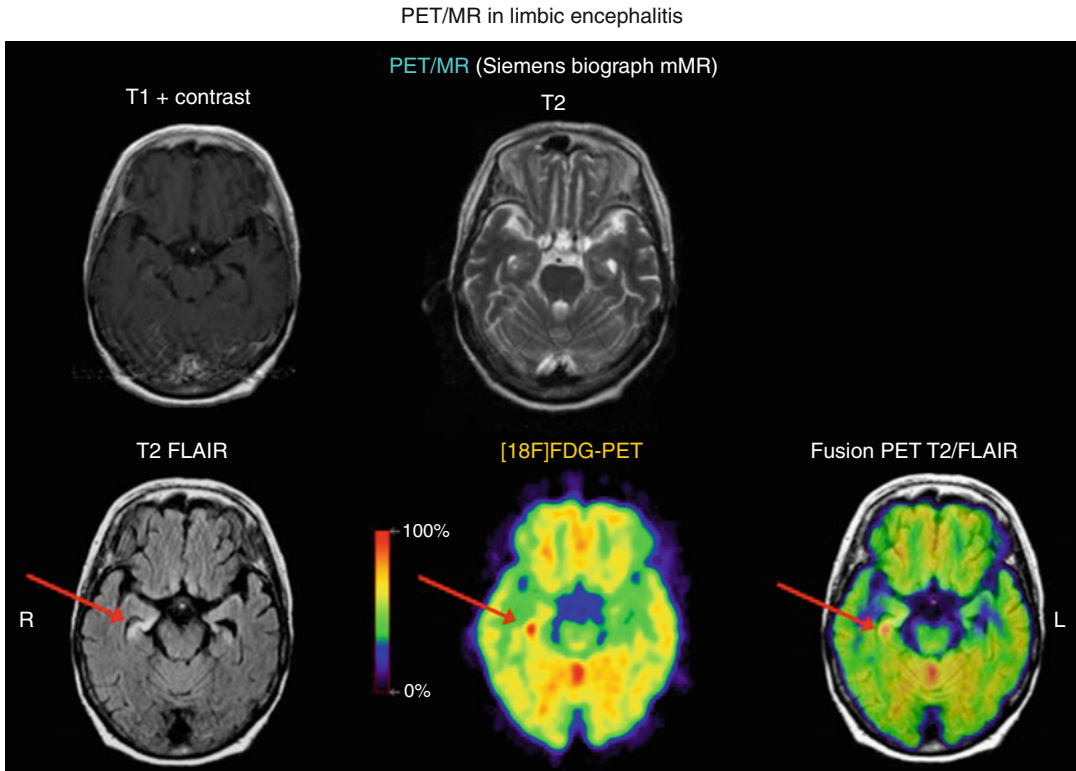 PET/MR in limbic encephalitis
PET/MR (Siemens biograph mMR)
T1 + contrast
T2
T2 FLAIR
[18F]FDG-PET
Fusion PET T2/FLAIR
100%
R
L
0%